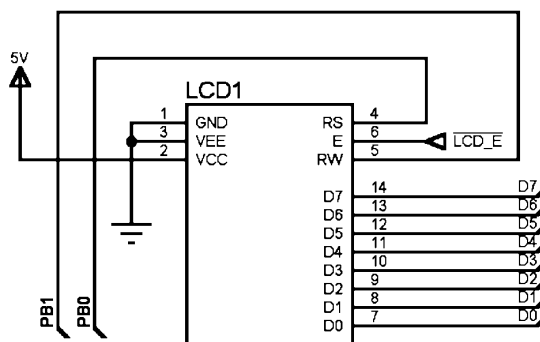 5V
LCD1
1 GND RS 4
3 VEE E 6 LCD_E
2 VCC RW 5
D7 14 D7
D6 13 D6
D5 12 D5
D4 11 D4
D3 10 D3
D2 9 D2
D1 8 D1
D0 7 D0
PB1
PB0